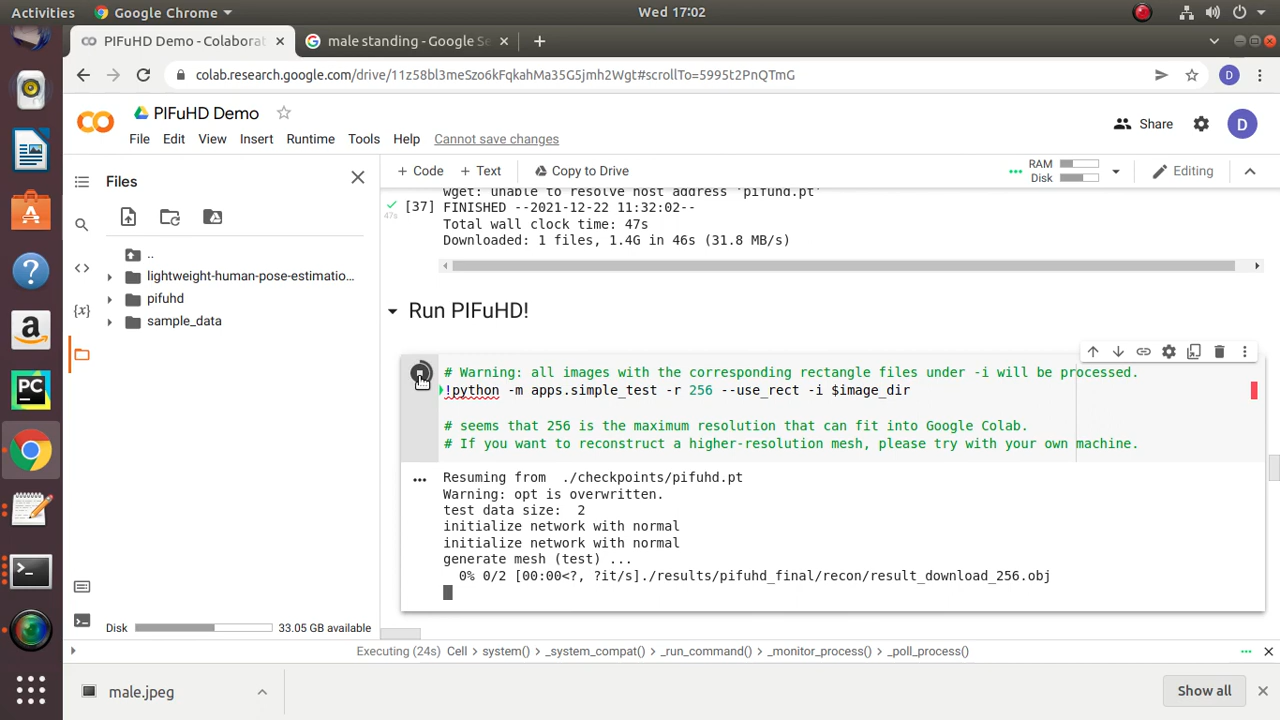 Activities Google Chrome Wed 17:02
PIFuHD Demo - Colaborat male standing - Google Se
colab.research.google.com/drive/11z58bl3meSzo6kFqkahMa35G5jmh2Wgt#scrollTo=5995t2PnQTmG D
PIFuHD Demo
File Edit View Insert Runtime Tools Help Cannot save changes
Share D
Files
+ Code + Text Copy to Drive RAM Disk Editing
..
lightweight-human-pose-estimatio...
pifuhd
sample_data
Disk 33.05 GB available
wget: unable to resolve host address 'pifuhd.pt'
47s [37] FINISHED --2021-12-22 11:32:02--
Total wall clock time: 47s
Downloaded: 1 files, 1.4G in 46s (31.8 MB/s)
Run PIFuHD!
# Warning: all images with the corresponding rectangle files under -i will be processed.
!python -m apps.simple_test -r 256 --use_rect -i $image_dir
# seems that 256 is the maximum resolution that can fit into Google Colab.
# If you want to reconstruct a higher-resolution mesh, please try with your own machine.
Resuming from ./checkpoints/pifuhd.pt
Warning: opt is overwritten.
test data size: 2
initialize network with normal
initialize network with normal
generate mesh (test) ...
0% 0/2 [00:00<?, ?it/s]./results/pifuhd_final/recon/result_download_256.obj
Executing (24s) Cell system() _system_compat() _run_command() _monitor_process() _poll_process()
male.jpeg Show all